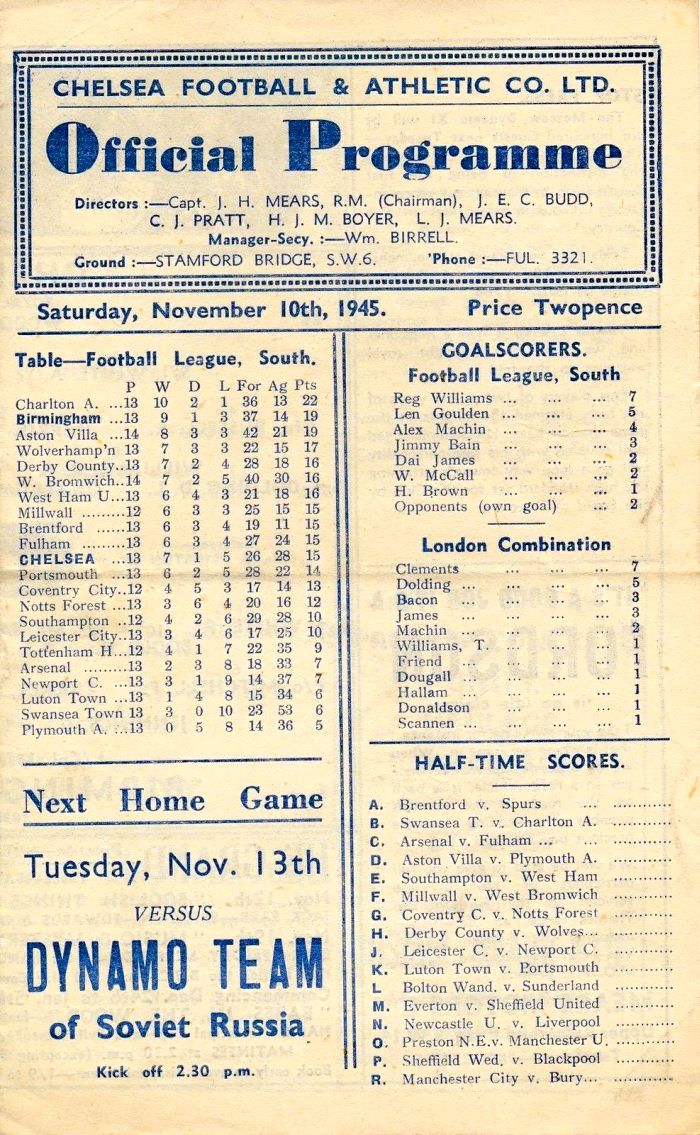 CHELSEA FOOTBALL & ATHLETIC CO. LTD.
Official Programme
Directors :—Capt. J. H. MEARS, R.M. (Chairman), J. E. C. BUDD,
C. J. PRATT, H. J. M. BOYER, L. J. MEARS.
Manager-Secy. :—Wm. BIRRELL.
Ground :—STAMFORD BRIDGE, S.W.6. 'Phone :—FUL. 3321.
Saturday, November 10th, 1945. Price Twopence
Table—Football League, South.
P W D L For Ag Pts
Charlton A. ...13 10 2 1 36 13 22
Birmingham ...13 9 1 3 37 14 19
Aston Villa ...14 8 3 3 42 21 19
Wolverhamp'n 13 7 3 3 22 15 17
Derby County..13 7 2 4 28 18 16
W. Bromwich..14 7 2 5 40 30 16
West Ham U...13 6 4 3 21 18 16
Millwall .........12 6 3 3 25 15 15
Brentford ......13 6 3 4 19 11 15
Fulham .........13 6 3 4 27 24 15
CHELSEA ...13 7 1 5 26 28 15
Portsmouth ...13 6 2 5 28 22 14
Coventry City..12 4 5 3 17 14 13
Notts Forest ...13 3 6 4 20 16 12
Southampton ..12 4 2 6 29 28 10
Leicester City..13 3 4 6 17 25 10
Tottenham H...12 4 1 7 22 35 9
Arsenal .........13 2 3 8 18 33 7
Newport C. ...13 3 1 9 14 37 7
Luton Town ...13 1 4 8 15 34 6
Swansea Town 13 3 0 10 23 53 6
Plymouth A. ...13 0 5 8 14 36 5
Next Home Game
Tuesday, Nov. 13th
VERSUS
DYNAMO TEAM
of Soviet Russia
Kick off 2.30 p.m.
GOALSCORERS.
Football League, South
Reg Williams ... ... ... 7
Len Goulden ... ... ... 5
Alex Machin ... ... ... 4
Jimmy Bain ... ... ... 3
Dai James ... ... ... 2
W. McCall ... ... ... 2
H. Brown ... ... ... 1
Opponents (own goal) ... 2
London Combination
Clements ... ... ... 7
Dolding ... ... ... 5
Bacon ... ... ... 3
James ... ... ... 3
Machin ... ... ... 2
Williams, T. ... ... ... 1
Friend ... ... ... 1
Dougall ... ... ... 1
Hallam ... ... ... 1
Donaldson ... ... 1
Scannen ... ... ... 1
HALF-TIME SCORES.
A. Brentford v. Spurs ... ............
B. Swansea T. v. Charlton A. ............
C. Arsenal v. Fulham ... ... ............
D. Aston Villa v. Plymouth A. ............
E. Southampton v. West Ham ............
F. Millwall v. West Bromwich ............
G. Coventry C. v. Notts Forest ............
H. Derby County v. Wolves... ............
J. Leicester C. v. Newport C. ............
K. Luton Town v. Portsmouth ............
L Bolton Wand. v. Sunderland ............
M. Everton v. Sheffield United ............
N. Newcastle U. v. Liverpool ............
O. Preston N.E.v. Manchester U. ............
P. Sheffield Wed. v. Blackpool ............
R. Manchester City v. Bury... ............